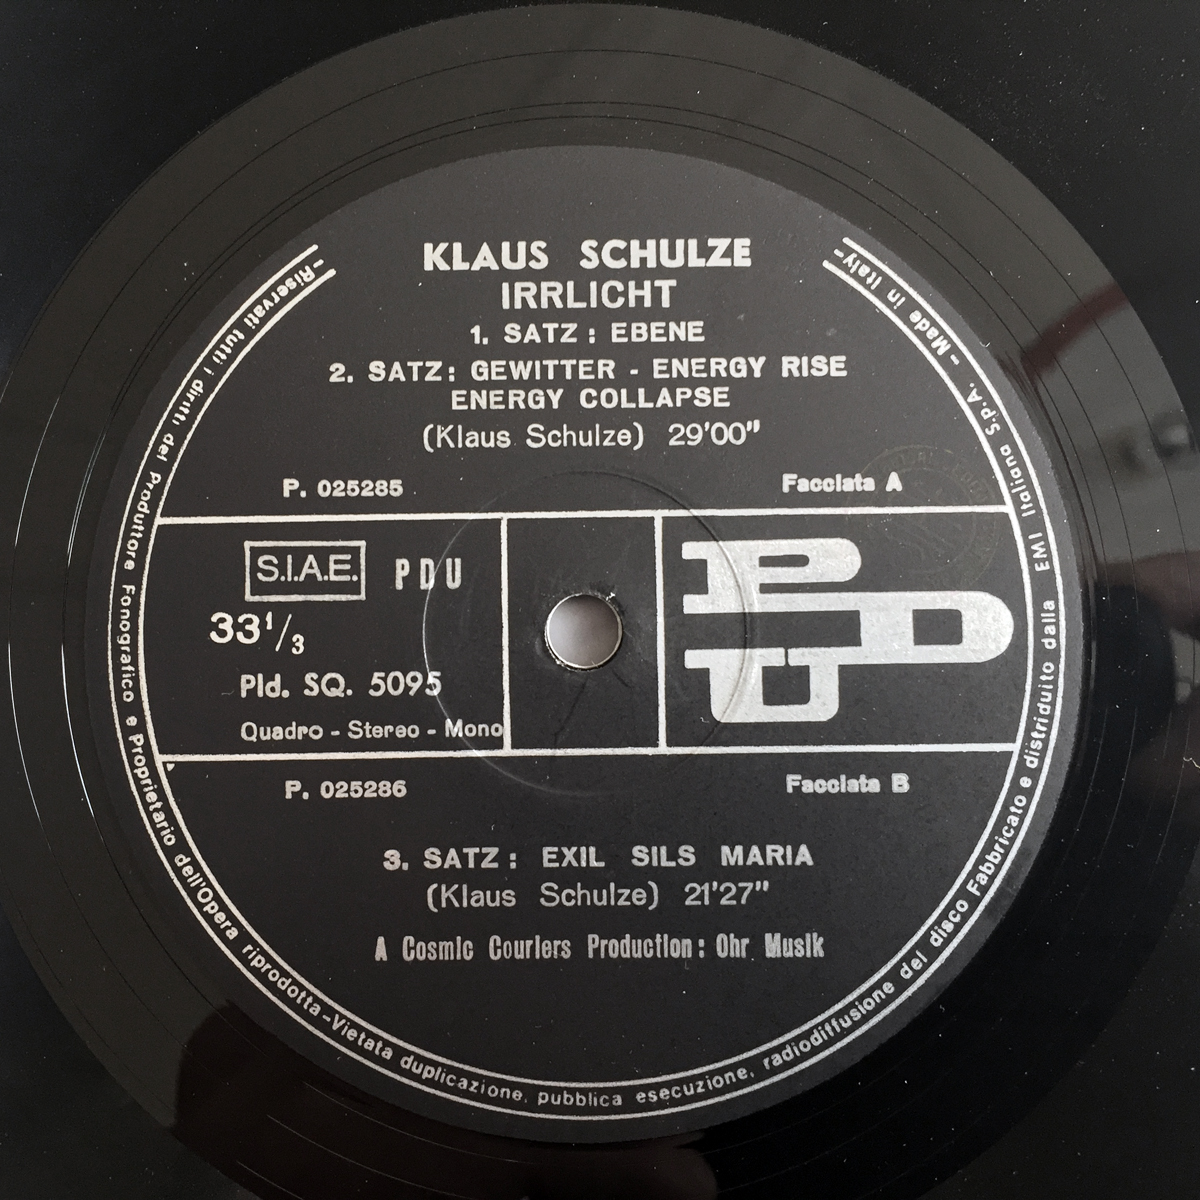 KLAUS SCHULZE
IRRLICHT
1. SATZ : EBENE
2. SATZ: GEWITTER - ENERGY RISE
ENERGY COLLAPSE
(Klaus Schulze) 29'00"
P. 025285
Facciata A
S.I.A.E.
PDU
33 1/3
Pld. SQ. 5095
Quadro - Stereo - Mono
PDU
P. 025286
Facciata B
3. SATZ : EXIL SILS MARIA
(Klaus Schulze) 21'27"
A Cosmic Couriers Production : Ohr Musik
-Riservati tutti i diritti del Produttore Fonografico e Proprietario dell'Opera riprodotta-Vietata duplicazione, pubblica esecuzione, radiodiffusione del disco Fabbricato e distriduito dalla EMI Italiana S.p.A. - Made in Italy-